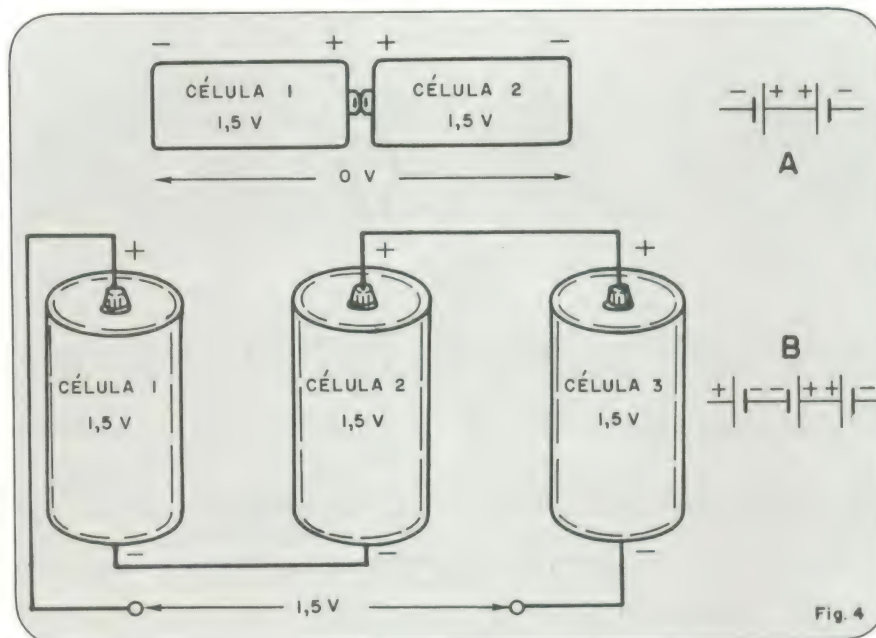 − + + −
CÉLULA 1 CÉLULA 2
1,5 V 1,5 V
0 V
− + + −
A
+ + +
CÉLULA 1 CÉLULA 2 CÉLULA 3
1,5 V 1,5 V 1,5 V
B
+ − − + + −
− − −
1,5 V
Fig. 4